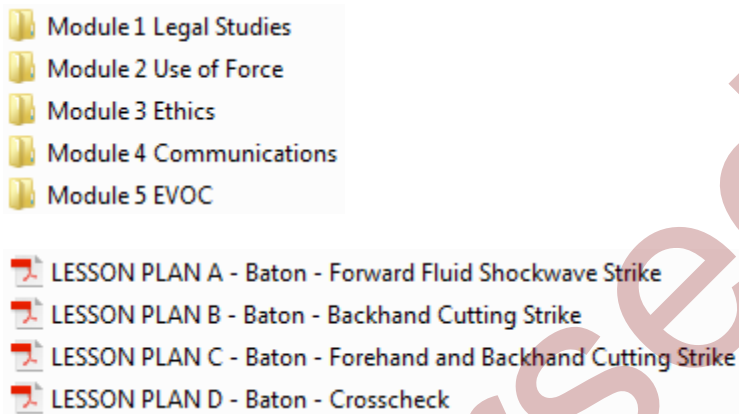 Module 1 Legal Studies
Module 2 Use of Force
Module 3 Ethics
Module 4 Communications
Module 5 EVOC
LESSON PLAN A - Baton - Forward Fluid Shockwave Strike
LESSON PLAN B - Baton - Backhand Cutting Strike
LESSON PLAN C - Baton - Forehand and Backhand Cutting Strike
LESSON PLAN D - Baton - Crosscheck